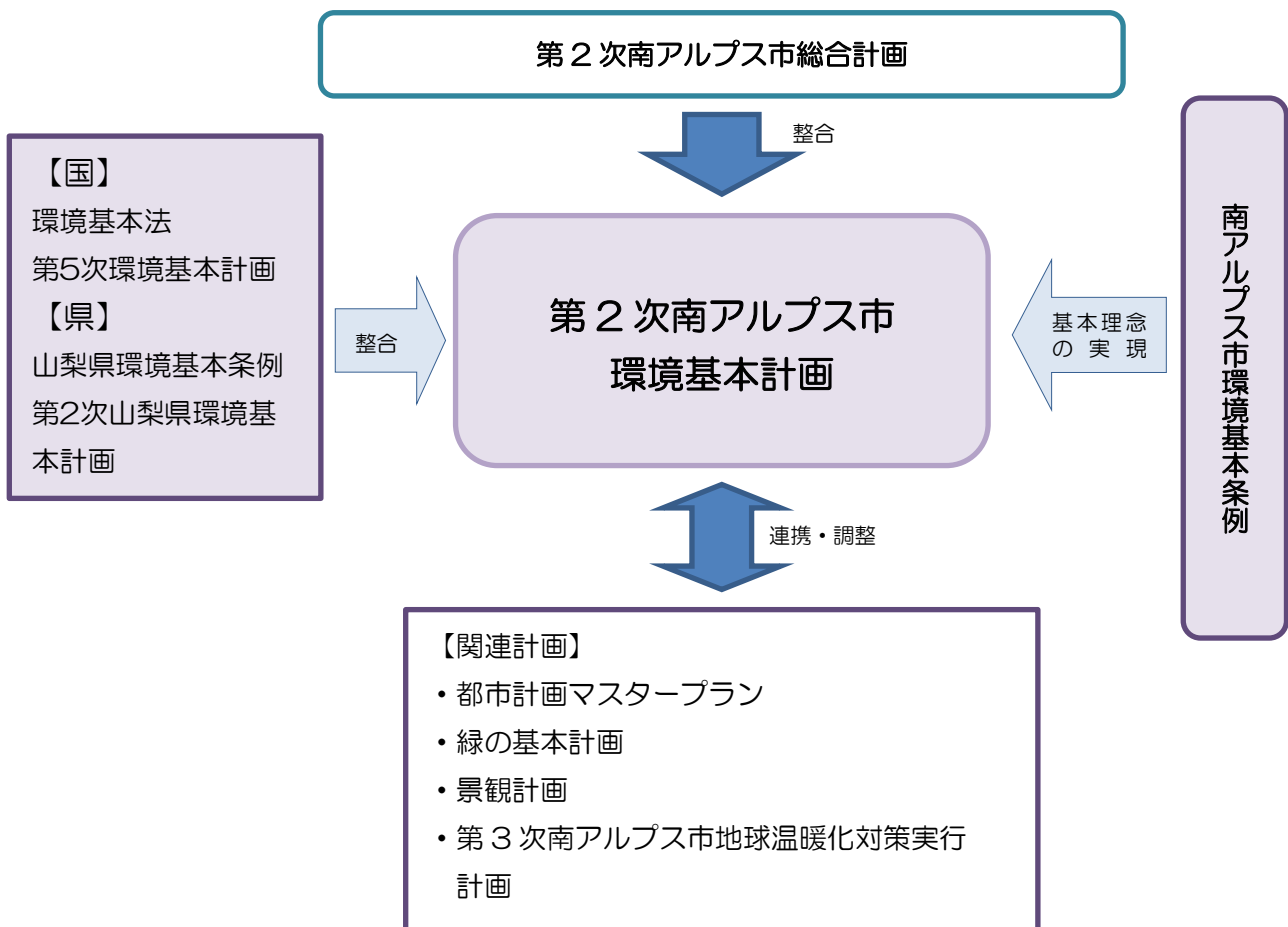 第２次南アルプス市総合計画
整合
【国】
環境基本法
第5次環境基本計画
【県】
山梨県環境基本条例
第2次山梨県環境基
本計画
整合
第２次南アルプス市
環境基本計画
基本理念
の実現
南アルプス市環境基本条例
連携・調整
【関連計画】
・都市計画マスタープラン
・緑の基本計画
・景観計画
・第３次南アルプス市地球温暖化対策実行
計画